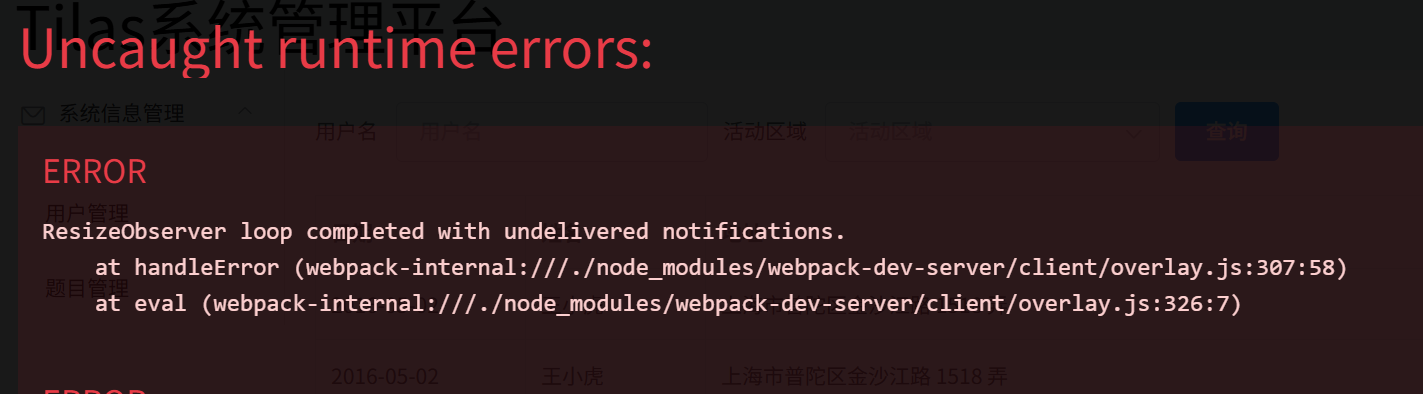 Tilas系统管理平台
Uncaught runtime errors:
系统信息管理
用户名 用户名 活动区域 活动区域 查询
ERROR
用户管理
ResizeObserver loop completed with undelivered notifications.
at handleError (webpack-internal:///./node_modules/webpack-dev-server/client/overlay.js:307:58)
题目管理
at eval (webpack-internal:///./node_modules/webpack-dev-server/client/overlay.js:326:7)
2016-05-02 王小虎 上海市普陀区金沙江路 1518 弄
ERROR